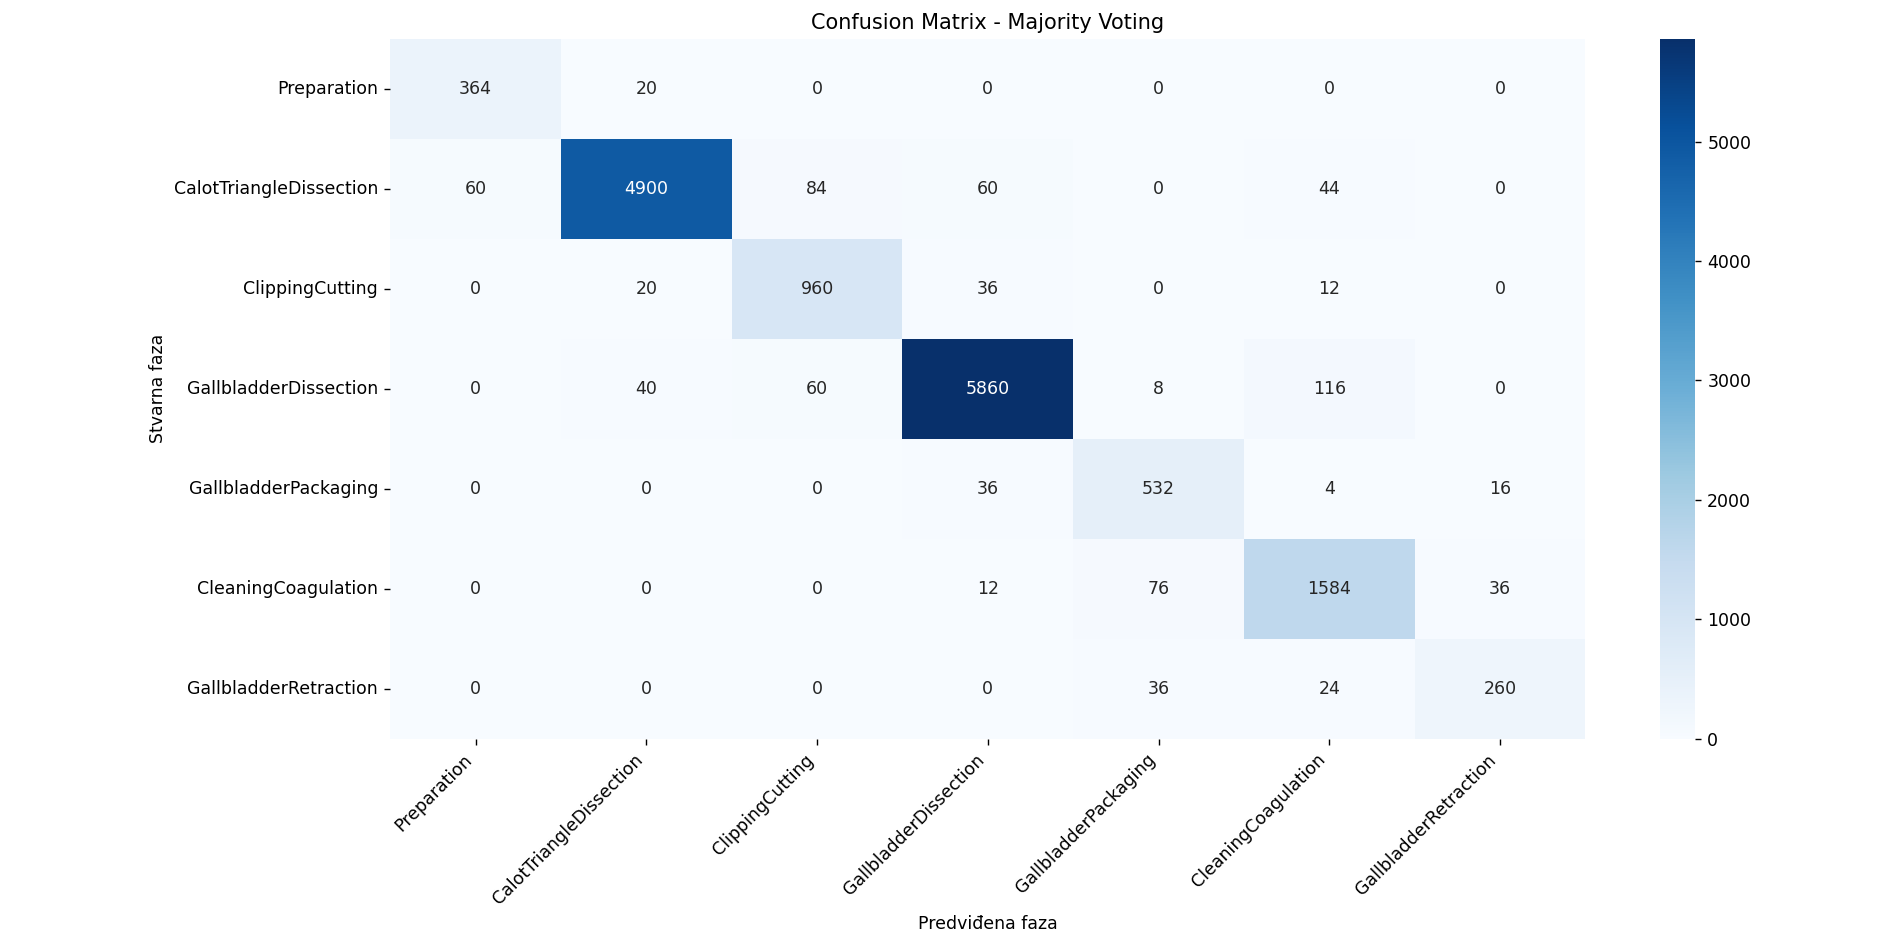 Confusion Matrix - Majority Voting
Stvarna faza
Preparation 364 20 0 0 0 0 0
CalotTriangleDissection 60 4900 84 60 0 44 0
ClippingCutting 0 20 960 36 0 12 0
GallbladderDissection 0 40 60 5860 8 116 0
GallbladderPackaging 0 0 0 36 532 4 16
CleaningCoagulation 0 0 0 12 76 1584 36
GallbladderRetraction 0 0 0 0 36 24 260
Preparation
CalotTriangleDissection
ClippingCutting
GallbladderDissection
GallbladderPackaging
CleaningCoagulation
GallbladderRetraction
Predviđena faza
5000
4000
3000
2000
1000
0